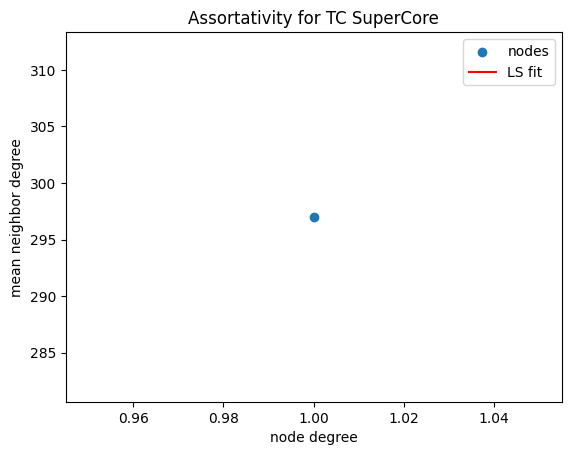 Assortativity for TC SuperCore
nodes
LS fit
310
305
300
295
290
285
mean neighbor degree
0.96
0.98
1.00
1.02
1.04
node degree